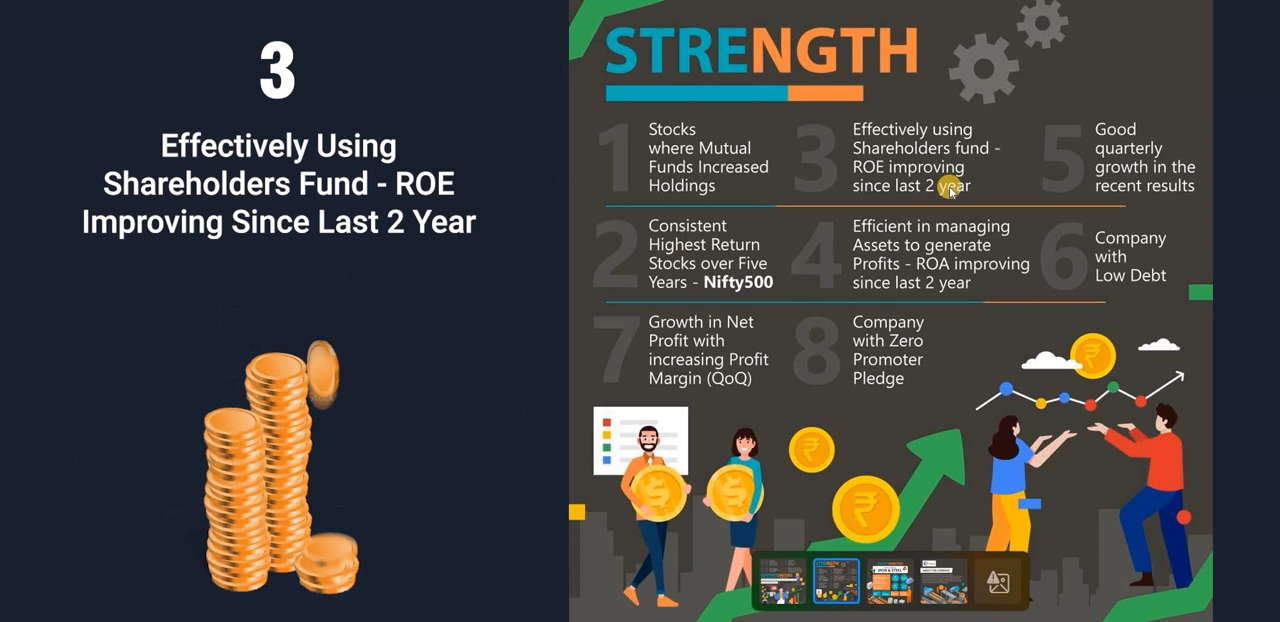 3
Effectively Using
Shareholders Fund - ROE
Improving Since Last 2 Year
STRENGTH
1
Stocks
where Mutual
Funds Increased
Holdings
3
Effectively using
Shareholders fund -
ROE improving
since last 2 year
5
Good
quarterly
growth in the
recent results
2
Consistent
Highest Return
Stocks over Five
Years - Nifty500
4
Efficient in managing
Assets to generate
Profits - ROA improving
since last 2 year
6
Company
with
Low Debt
7
Growth in Net
Profit with
increasing Profit
Margin (QoQ)
8
Company
with Zero
Promoter
Pledge
$
$
₹
₹
₹